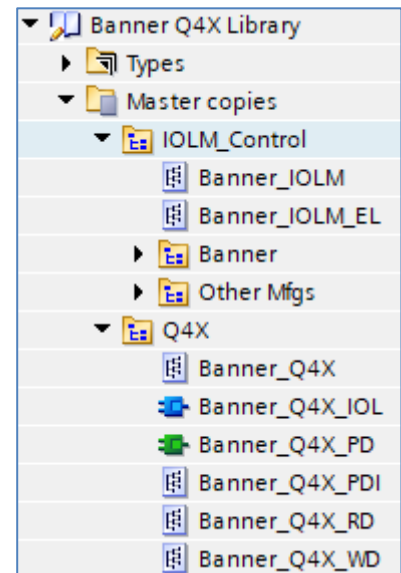 Banner Q4X Library
Types
Master copies
IOLM_Control
Banner_IOLM
Banner_IOLM_EL
Banner
Other Mfgs
Q4X
Banner_Q4X
Banner_Q4X_IOL
Banner_Q4X_PD
Banner_Q4X_PDI
Banner_Q4X_RD
Banner_Q4X_WD